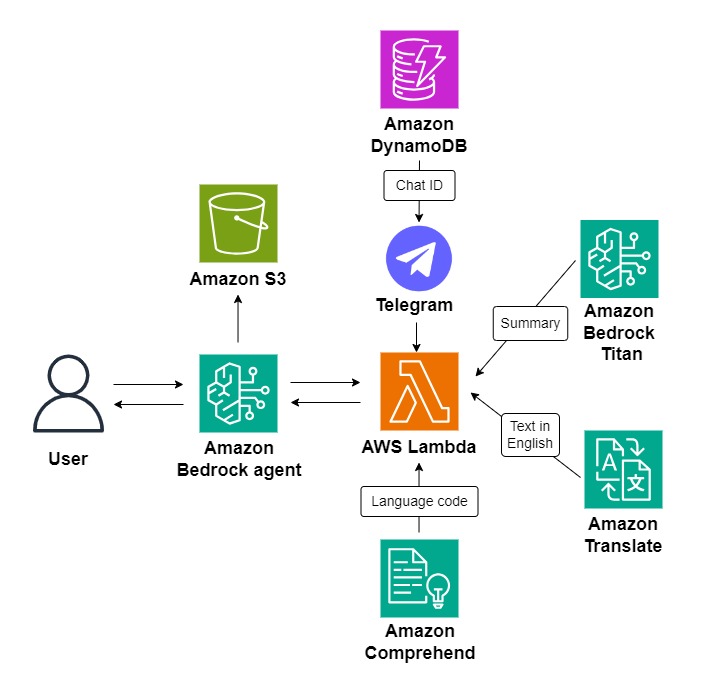 Amazon
DynamoDB
Chat ID
Amazon S3
Telegram
Summary
Amazon
Bedrock
Titan
User
Amazon
Bedrock agent
AWS Lambda
Text in
English
Language code
Amazon
Translate
A
文
Amazon
Comprehend